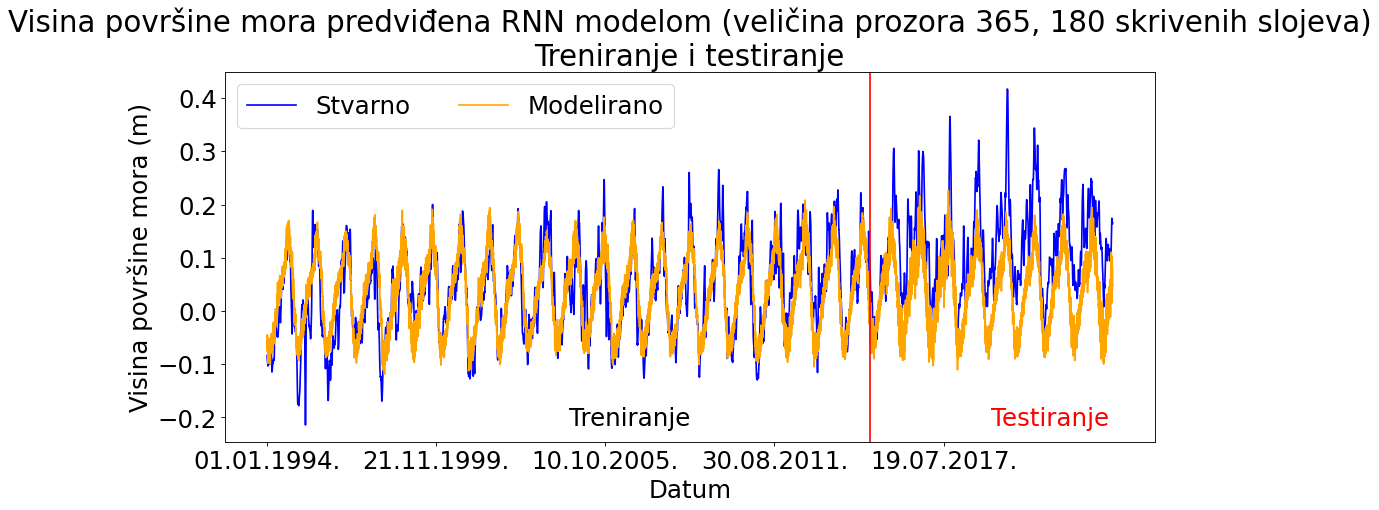 Visina površine mora predviđena RNN modelom (veličina prozora 365, 180 skrivenih slojeva)
Treniranje i testiranje
Stvarno
Modelirano
Visina površine mora (m)
0.4
0.3
0.2
0.1
0.0
−0.1
−0.2
Treniranje
Testiranje
01.01.1994.
21.11.1999.
10.10.2005.
30.08.2011.
19.07.2017.
Datum